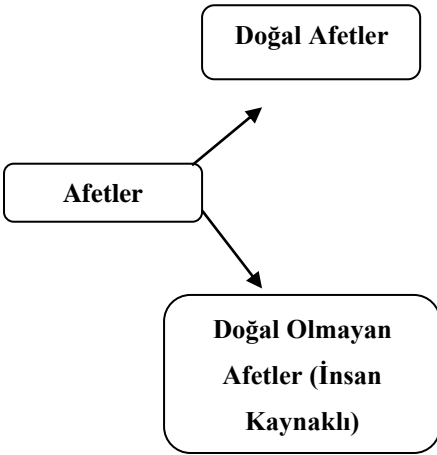 Doğal Afetler
Afetler
Doğal Olmayan
Afetler (İnsan
Kaynaklı)